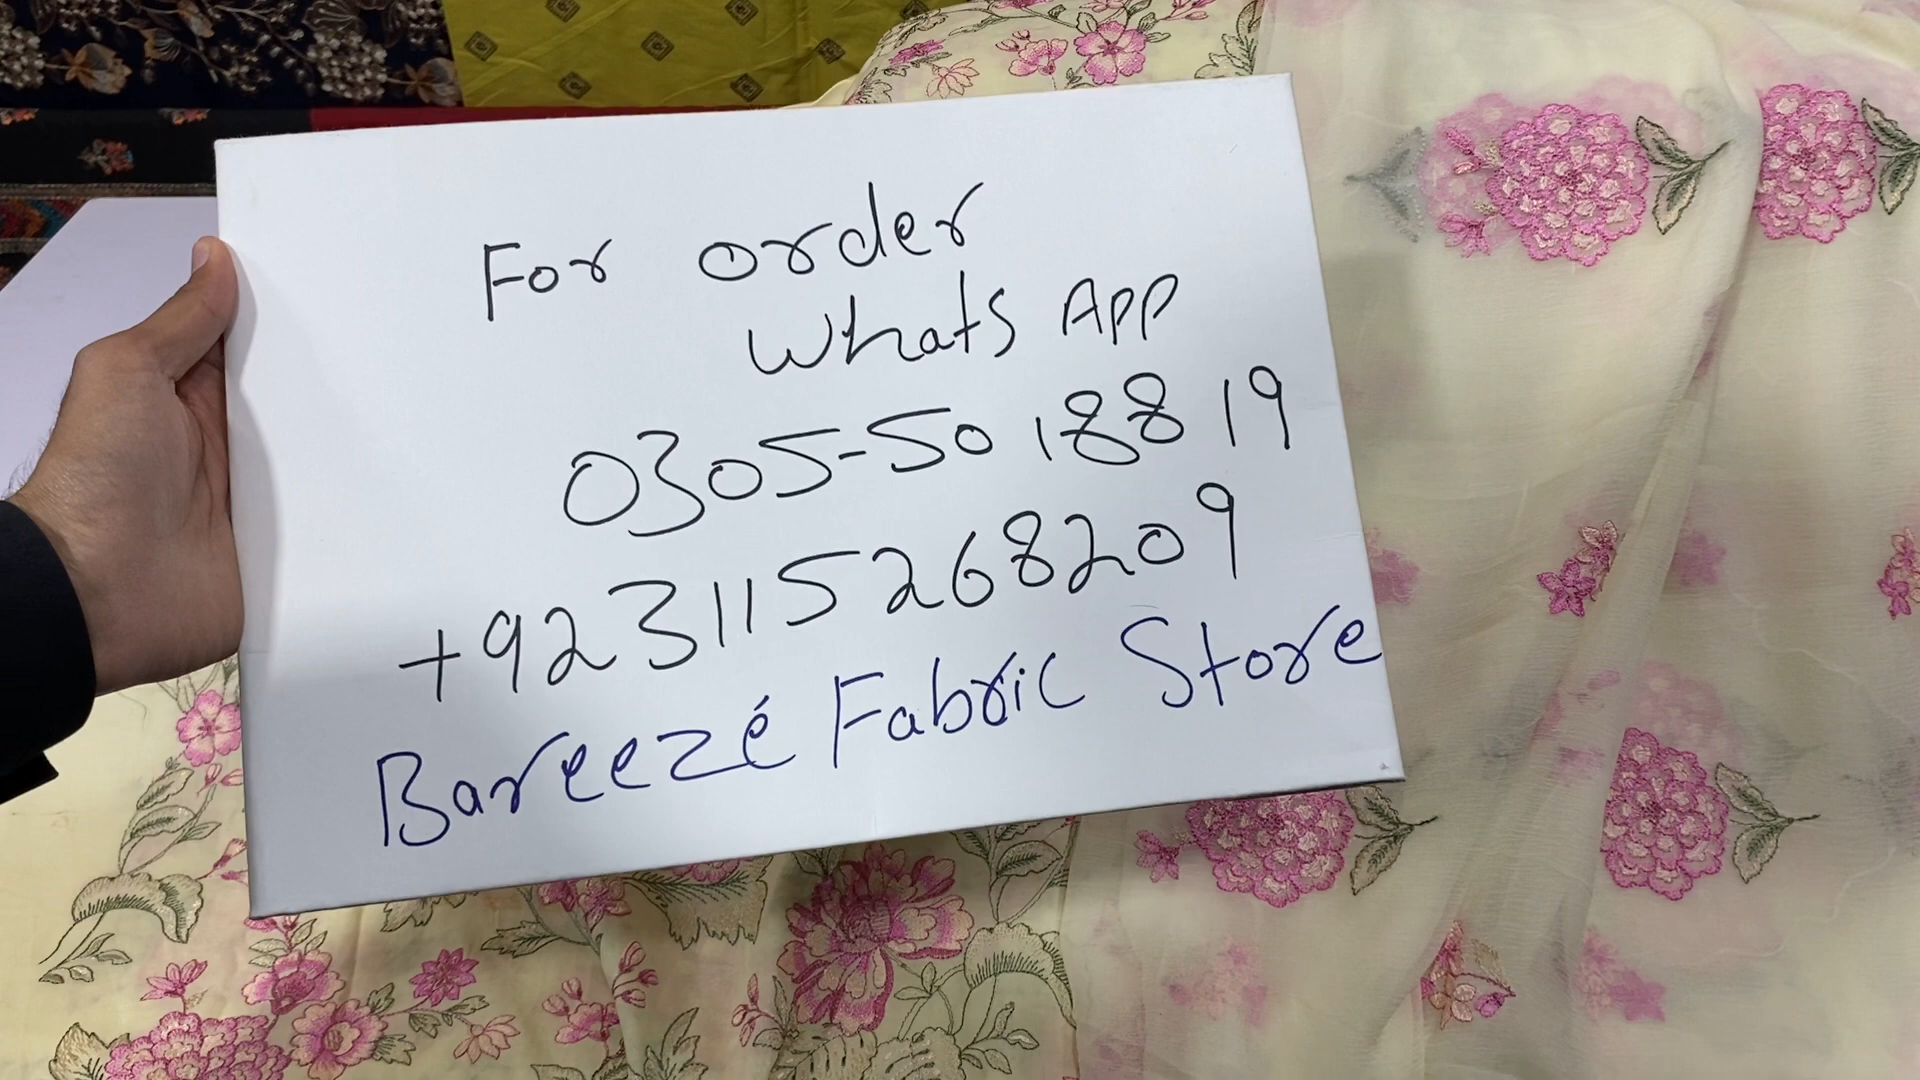 For order
Whats App
0305-5018819
+923115268209
Bareezé Fabric Store